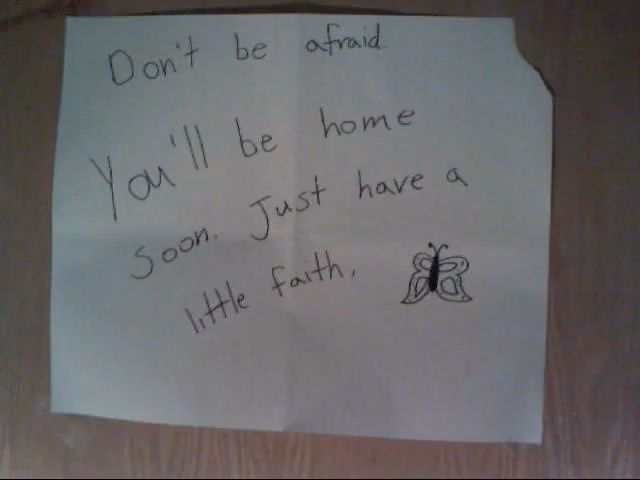 Don't be afraid.
You'll be home
soon. Just have a
little faith.